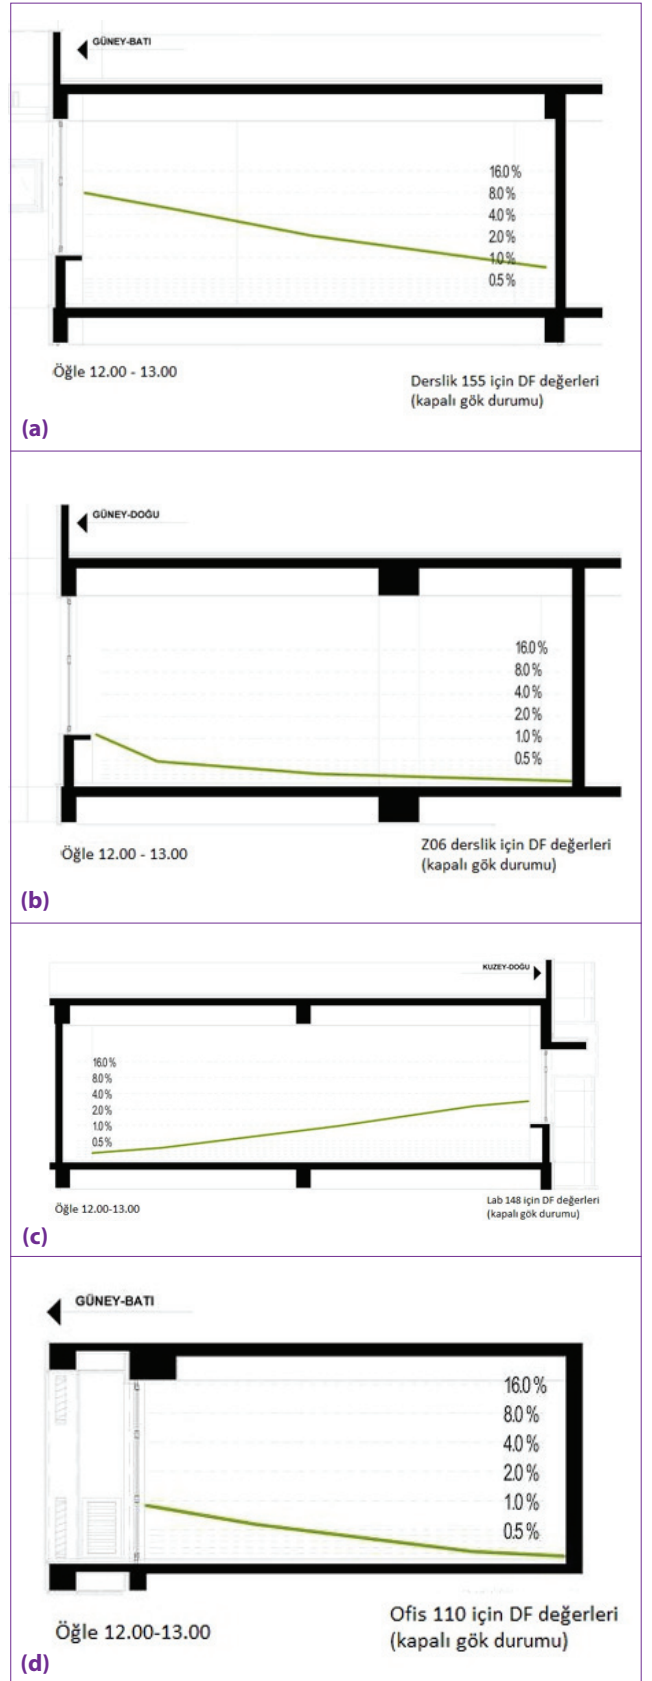 GÜNEY-BATI
16.0 %
8.0 %
4.0 %
2.0 %
1.0 %
0.5 %
Öğle 12.00 - 13.00
Derslik 155 için DF değerleri
(kapalı gök durumu)
(a)
GÜNEY-DOĞU
16.0 %
8.0 %
4.0 %
2.0 %
1.0 %
0.5 %
Öğle 12.00 - 13.00
Z06 derslik için DF değerleri
(kapalı gök durumu)
(b)
KUZEY-DOĞU
16.0 %
8.0 %
4.0 %
2.0 %
1.0 %
0.5 %
Öğle 12.00-13.00
Lab 148 için DF değerleri
(kapalı gök durumu)
(c)
GÜNEY-BATI
16.0 %
8.0 %
4.0 %
2.0 %
1.0 %
0.5 %
Öğle 12.00-13.00
Ofis 110 için DF değerleri
(kapalı gök durumu)
(d)